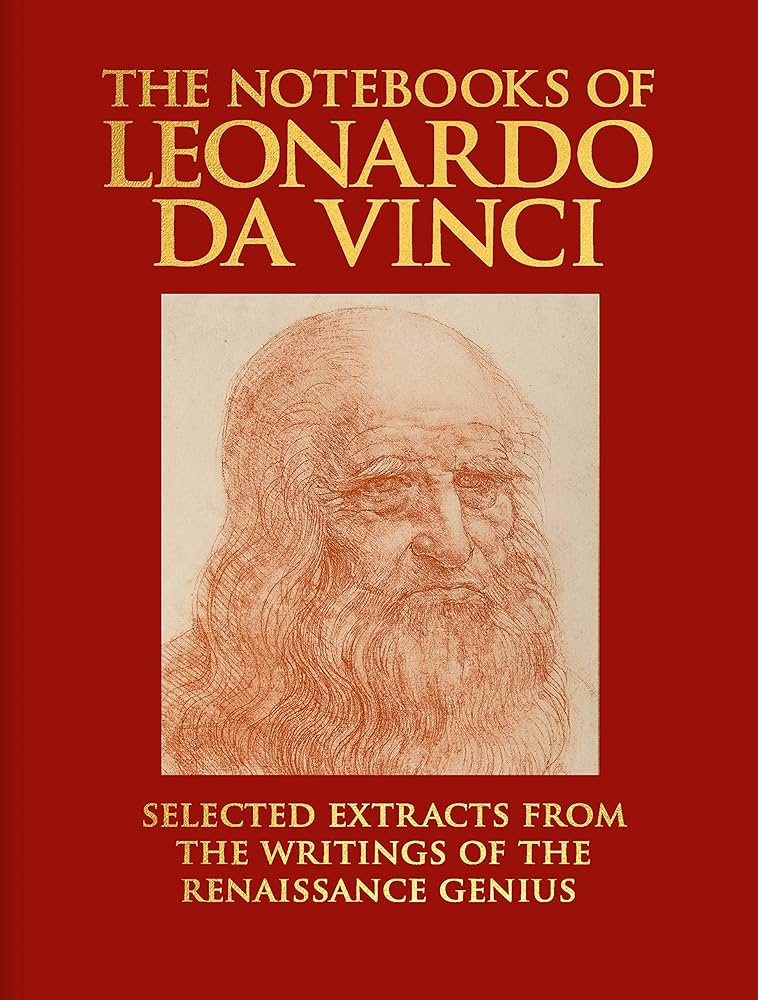 THE NOTEBOOKS OF
LEONARDO
DA VINCI
SELECTED EXTRACTS FROM
THE WRITINGS OF THE
RENAISSANCE GENIUS